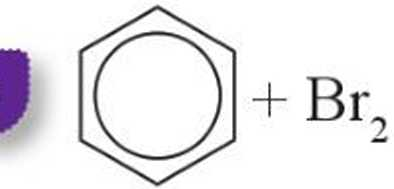 + Br₂